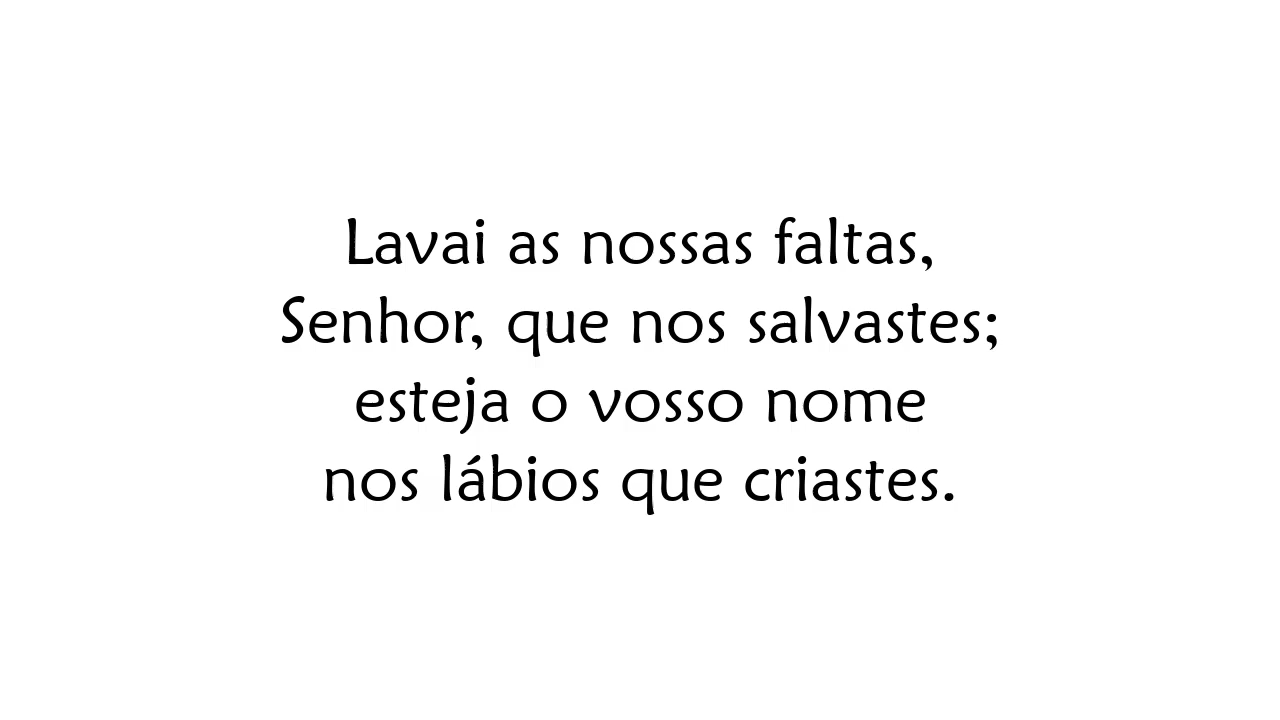 Lavai as nossas faltas,
Senhor, que nos salvastes;
esteja o vosso nome
nos lábios que criastes.